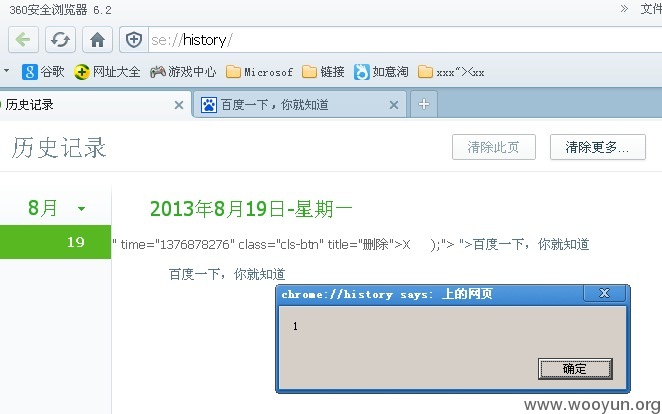 360安全浏览器 6.2
» 文件
se://history/
谷歌 网址大全 游戏中心 Microsof 链接 如意淘 xxx"><xx
历史记录 百度一下，你就知道
历史记录 清除此页 清除更多...
8月 2013年8月19日-星期一
19 " time="1376878276" class="cls-btn" title="删除">X );"> ">百度一下，你就知道
百度一下，你就知道
chrome://history says: 上的网页
1
确定
www.wooyun.org